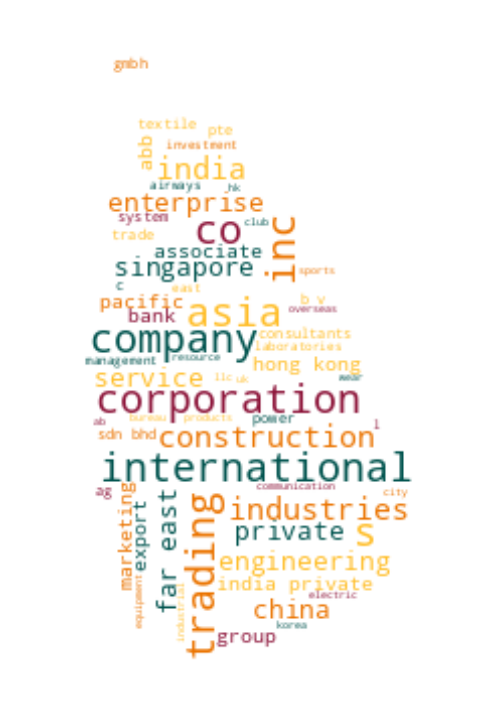 gmbh
textile
pte
abb
investment
india
airways
hk
enterprise
system
club
co
inc
trade
associate
singapore
sports
c
east
pacific
b v
overseas
bank
asia
company
consultants
laboratories
management
resource
hong kong
service
llc
uk
wear
corporation
ab
bureau
products
power
l
sdn bhd
construction
international
ag
communication
city
marketing
export
far east
trading
industries
private
s
engineering
equipment
industrial
india private
electric
china
korea
group